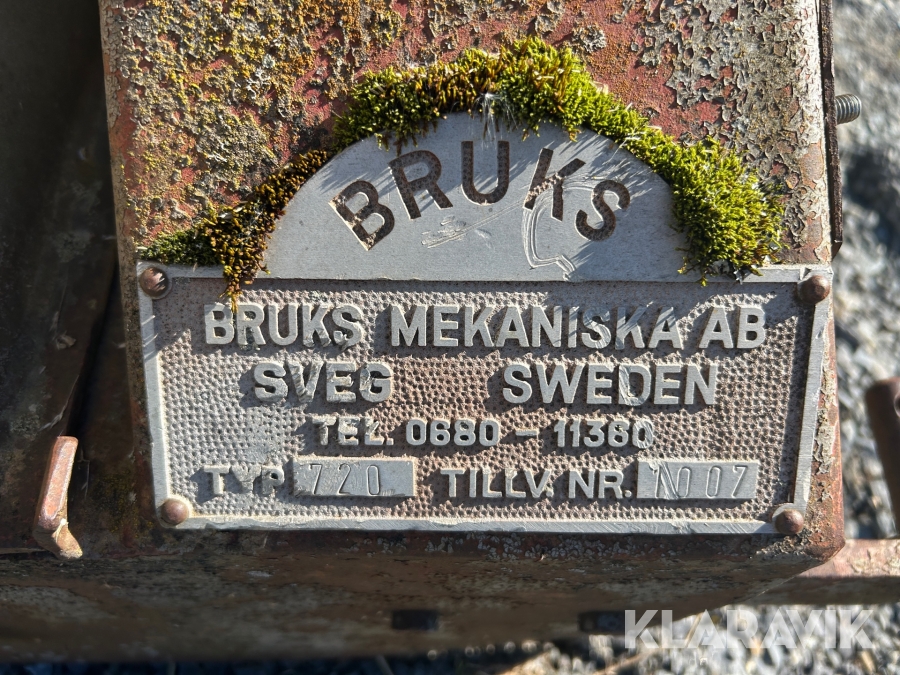 BRUKS
BRUKS MEKANISKA AB
SVEG SWEDEN
TEL. 0680-11360
TYP 720 TILLV. NR. 1007
KLARAVIK